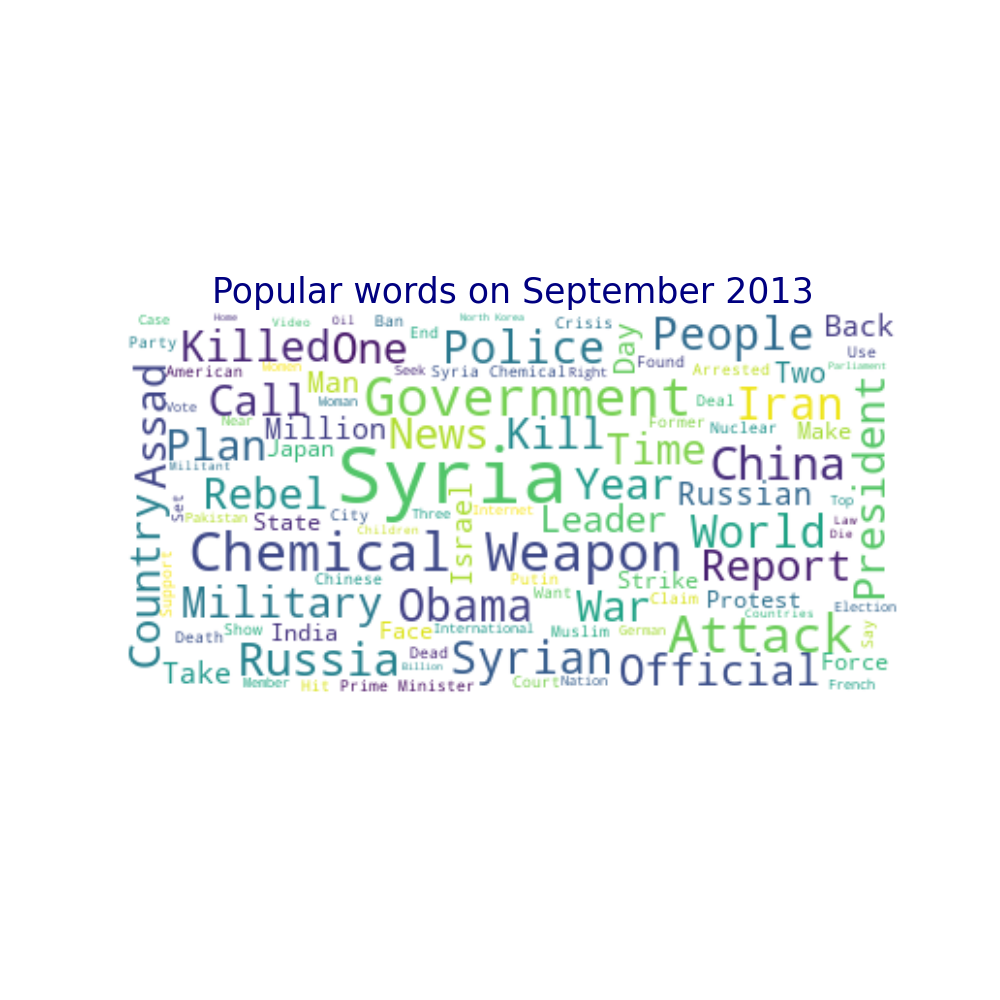 Popular words on September 2013
Case
Home
Video
Oil
Ban
End
North Korea
Crisis
Day
People
Back
Party
Killed
One
Police
Found
Use
American
Women
Man
Seek
Syria Chemical
Right
Arrested
Two
Parliament
Assad
Vote
Call
Woman
Government
Deal
Iran
President
Near
Million
News
Kill
Former
Nuclear
Make
Plan
Japan
Time
China
Militant
Syria
Year
Russian
Rebel
Set
Pakistan
State
City
Three
Internet
Israel
Leader
World
Top
Law
Die
Children
Country
Chemical Weapon
Report
Support
Chinese
Putin
Strike
Military
Obama
Want
War
Claim
Protest
Countries
Election
Death
Show
India
Face
International
Muslim
German
Attack
Say
Take
Russia
Dead
Billion
Syrian
Official
Force
Member
Hit
Prime Minister
Court
Nation
French